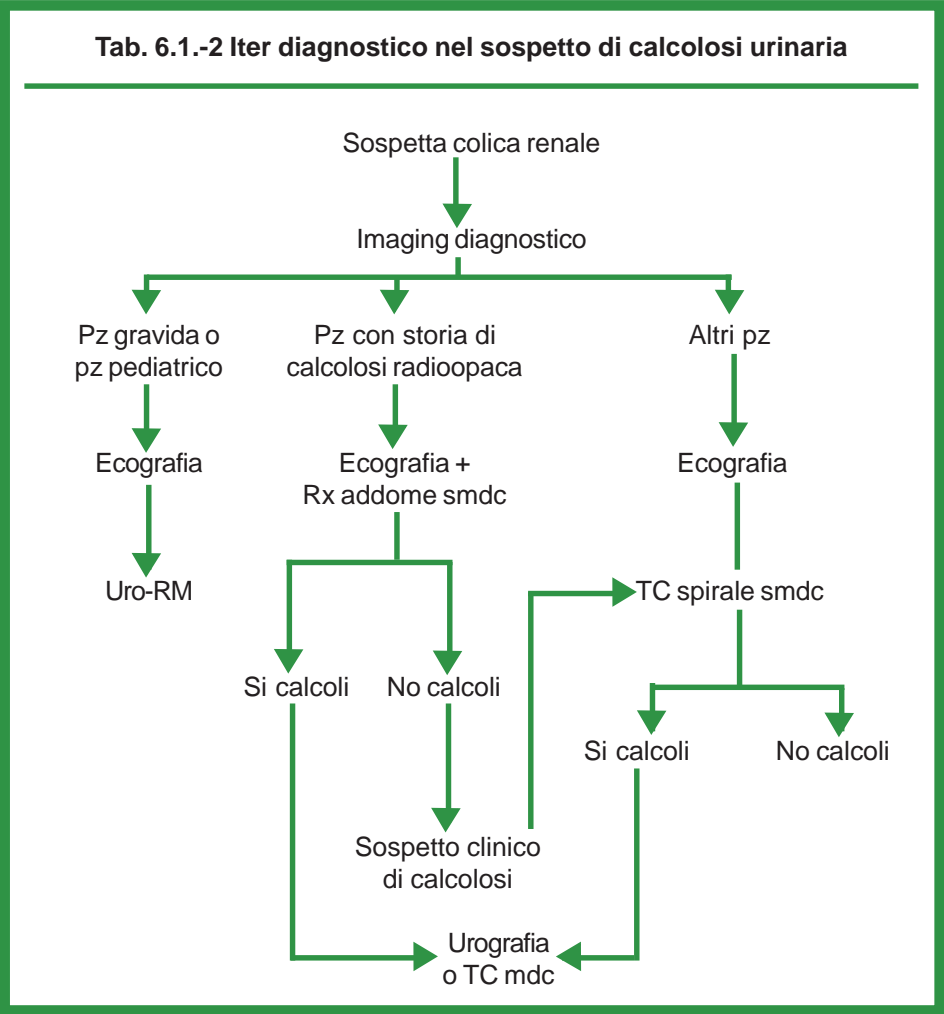 Tab. 6.1.-2 Iter diagnostico nel sospetto di calcolosi urinaria
Sospetta colica renale
Imaging diagnostico
Pz gravida o
pz pediatrico
Pz con storia di
calcolosi radioopaca
Altri pz
Ecografia
Ecografia +
Rx addome smdc
Ecografia
Uro-RM
TC spirale smdc
Si calcoli
No calcoli
Si calcoli
No calcoli
Sospetto clinico
di calcolosi
Urografia
o TC mdc